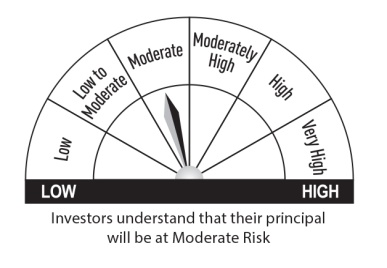 Low
Low to
Moderate
Moderate
Moderately
High
High
Very High
LOW
HIGH
Investors understand that their principal
will be at Moderate Risk